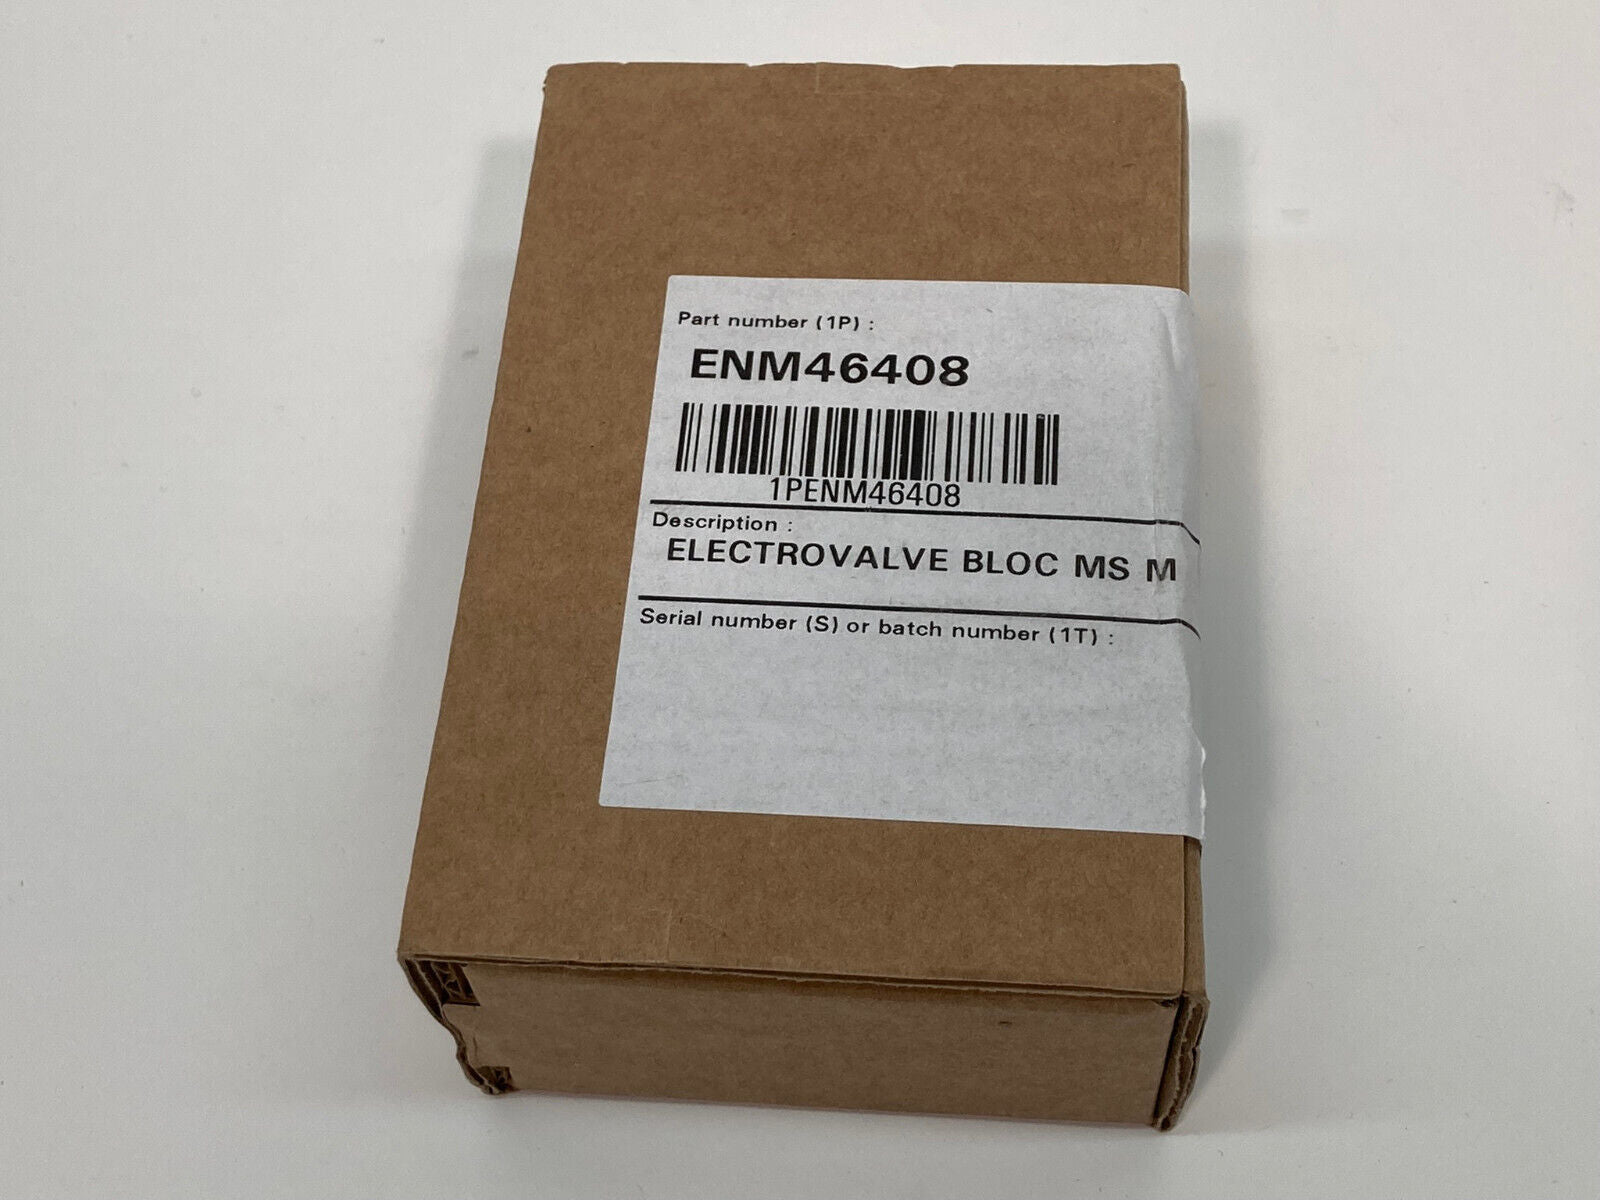 Part number (1P) :
ENM46408
1PENM46408
Description :
ELECTROVALVE BLOC MS M
Serial number (S) or batch number (1T) :